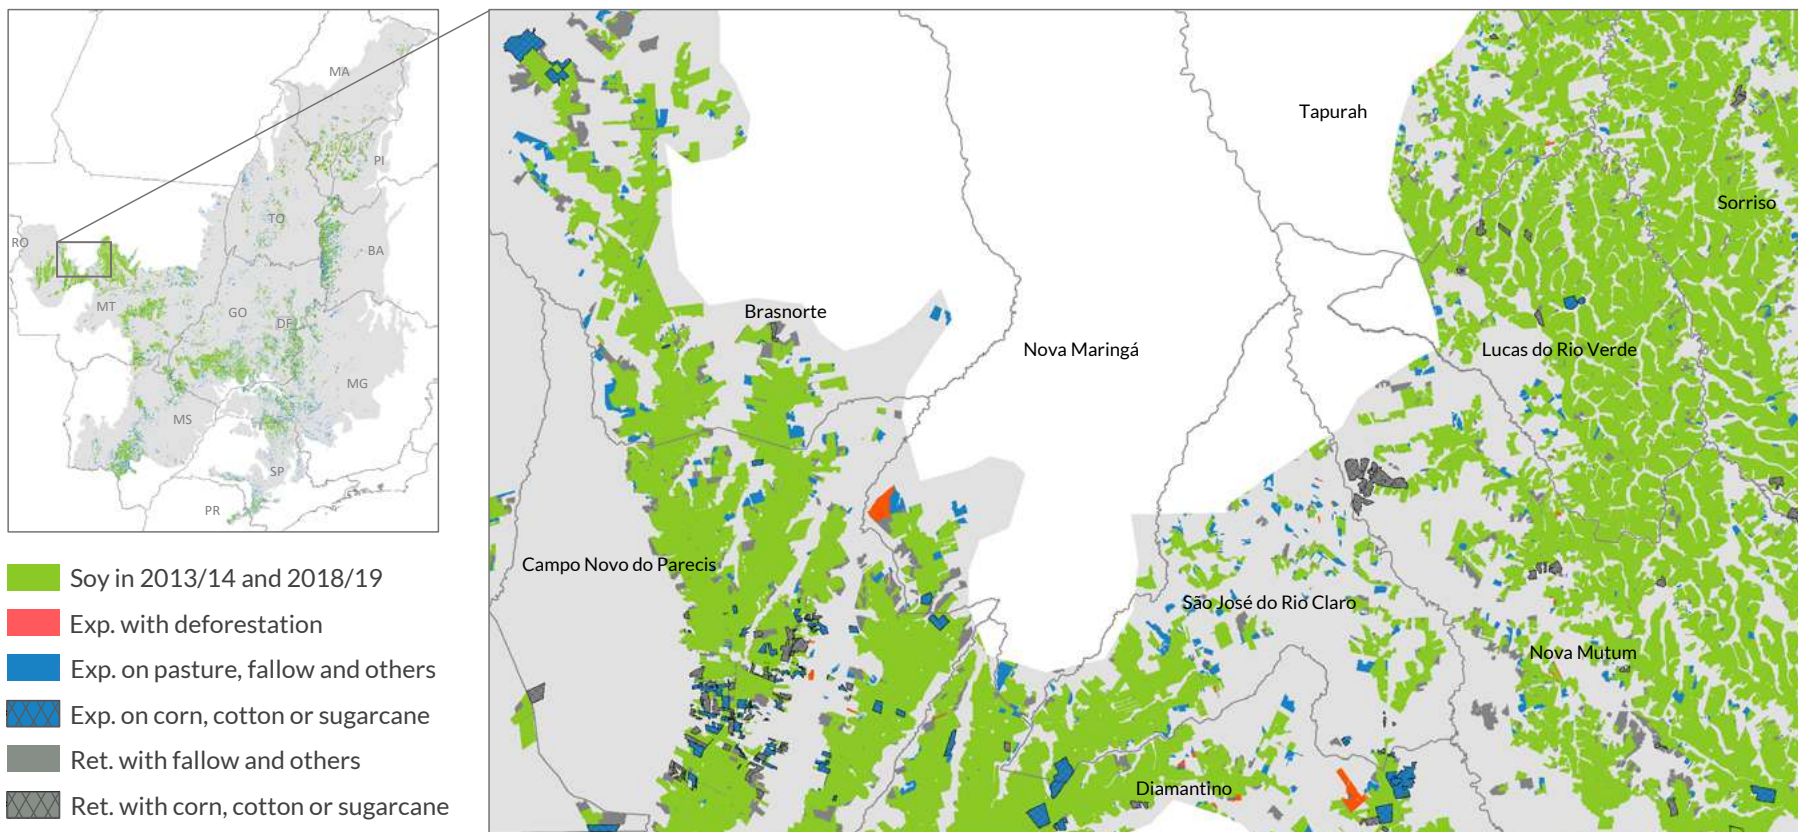 MA
PI
TO
RO
BA
MT
GO
DF
MG
MS
SP
PR
Tapurah
Sorriso
Brasnorte
Nova Maringá
Lucas do Rio Verde
Campo Novo do Parecis
São José do Rio Claro
Nova Mutum
Diamantino
Soy in 2013/14 and 2018/19
Exp. with deforestation
Exp. on pasture, fallow and others
Exp. on corn, cotton or sugarcane
Ret. with fallow and others
Ret. with corn, cotton or sugarcane